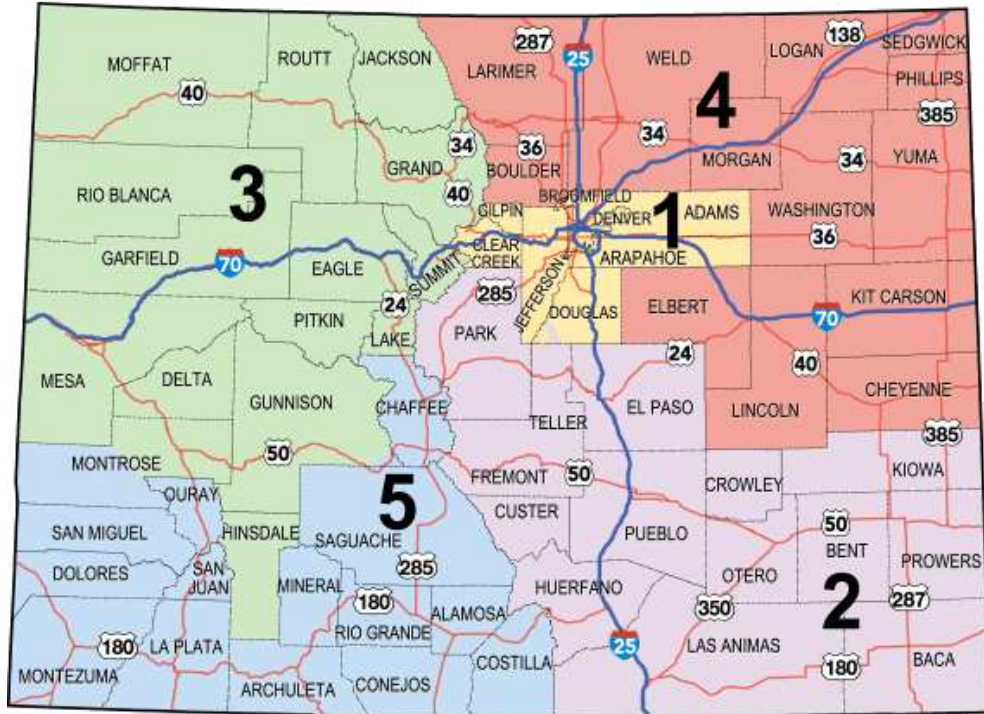 MOFFAT
ROUTT
JACKSON
LARIMER
287
25
WELD
LOGAN
138
SEDGWICK
PHILLIPS
385
40
4
34
36
34
MORGAN
34
YUMA
GRAND
BOULDER
RIO BLANCA
3
40
BROOMFIELD
GILPIN
DENVER
1
ADAMS
WASHINGTON
36
GARFIELD
70
EAGLE
SUMMIT
CLEAR
CREEK
ARAPAHOE
285
JEFFERSON
DOUGLAS
ELBERT
KIT CARSON
70
24
PITKIN
LAKE
PARK
24
40
MESA
DELTA
GUNNISON
CHAFFEE
TELLER
EL PASO
LINCOLN
CHEYENNE
385
50
MONTROSE
OURAY
5
FREMONT
50
CROWLEY
KIOWA
SAN MIGUEL
HINSDALE
SAGUACHE
CUSTER
PUEBLO
50
BENT
PROWERS
DOLORES
SAN
JUAN
MINERAL
285
HUERFANO
OTERO
2
287
180
ALAMOSA
350
RIO GRANDE
180
LA PLATA
25
LAS ANIMAS
180
BACA
MONTEZUMA
ARCHULETA
CONEJOS
COSTILLA